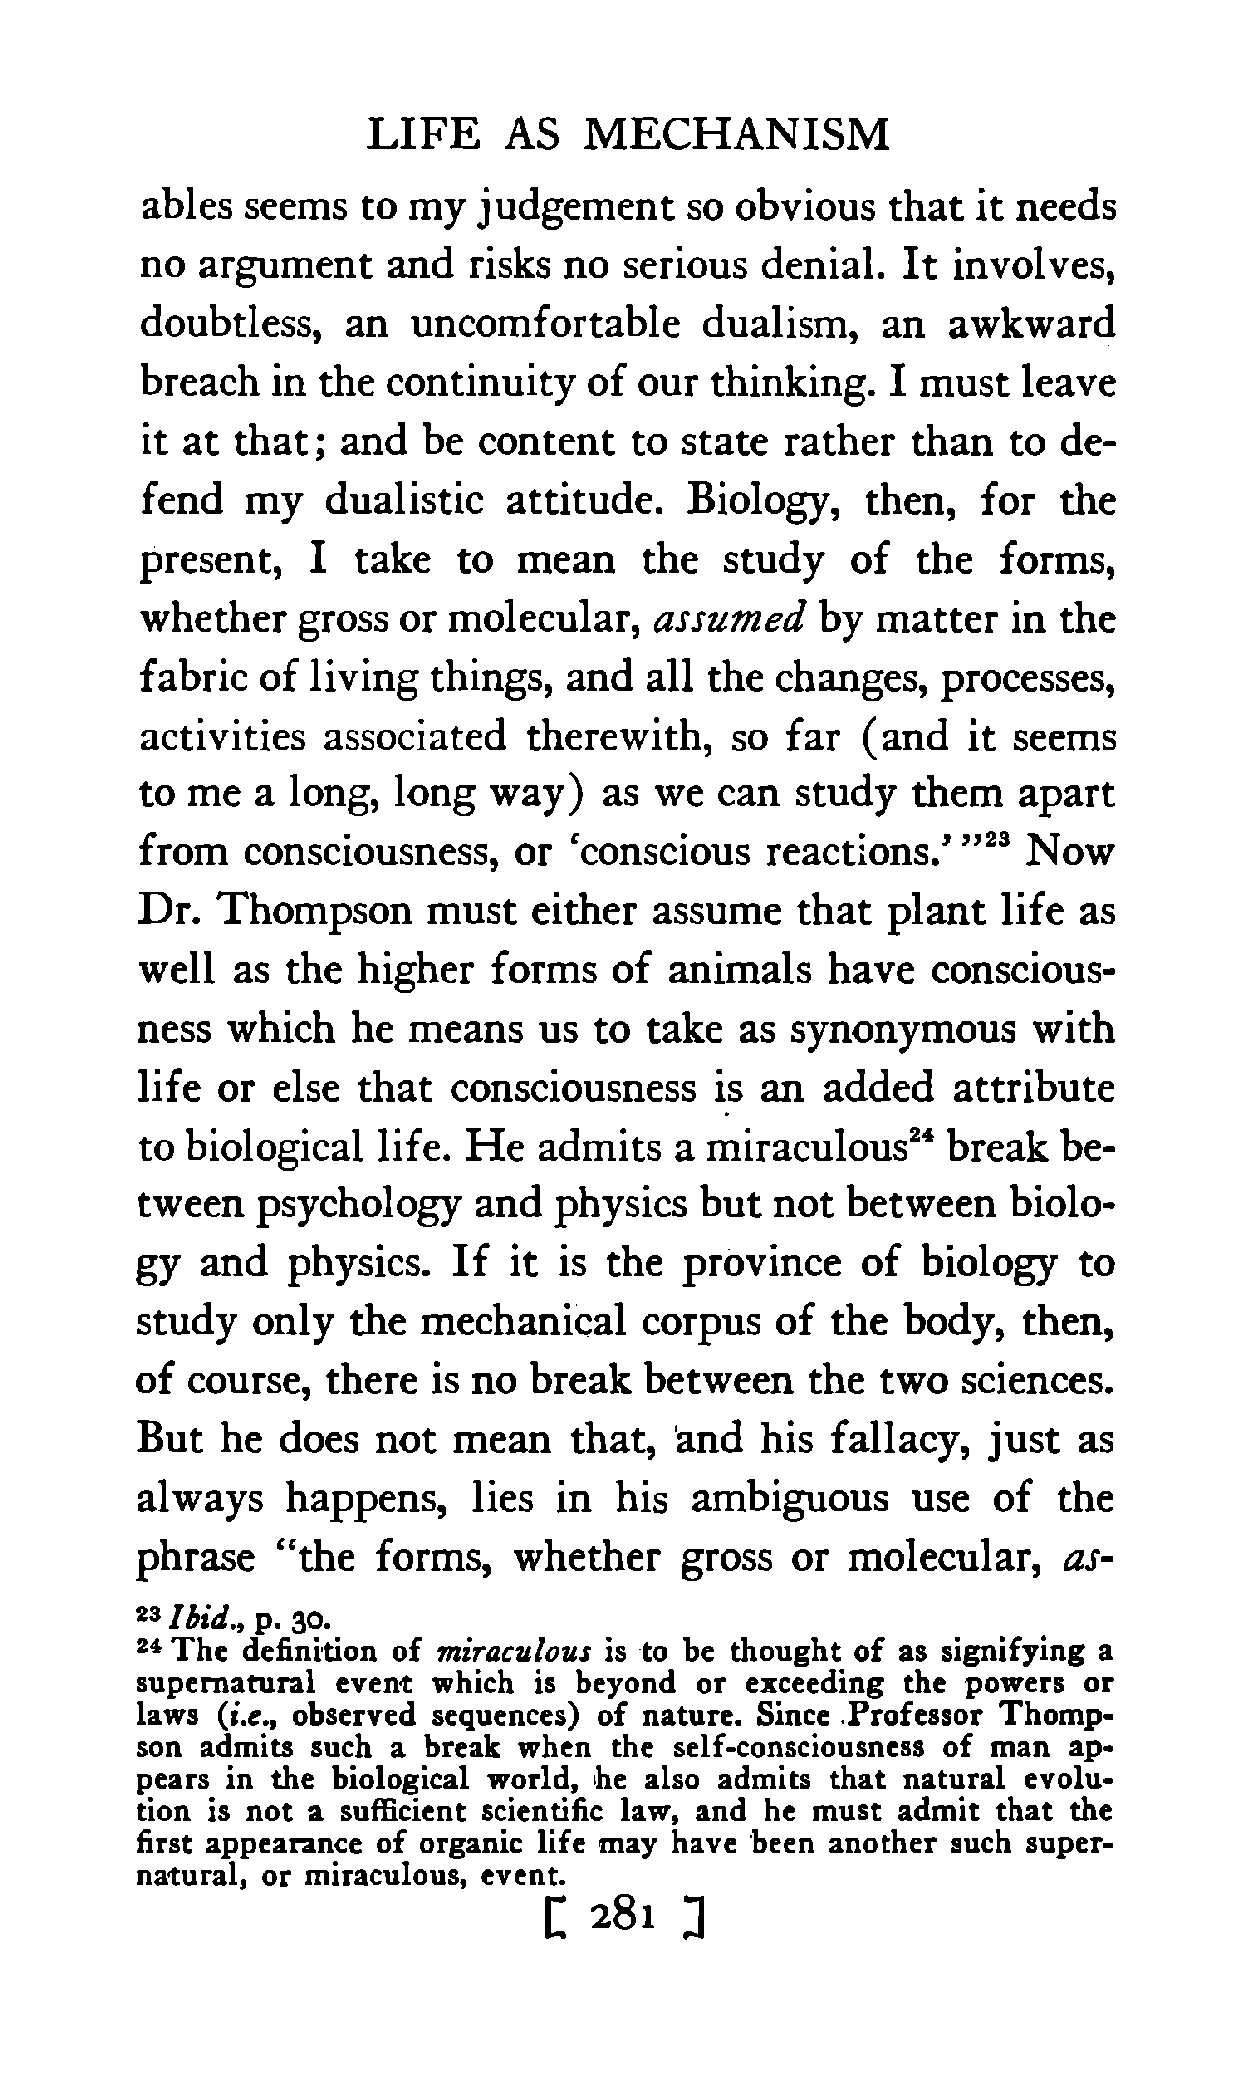 LIFE AS MECHANISM
ables seems to my judgement so obvious that it needs
no argument and risks no serious denial. It involves,
doubtless, an uncomfortable dualism, an awkward
breach in the continuity of our thinking. I must leave
it at that; and be content to state rather than to de-
fend my dualistic attitude. Biology, then, for the
present, I take to mean the study of the forms,
whether gross or molecular, assumed by matter in the
fabric of living things, and all the changes, processes,
activities associated therewith, so far (and it seems
to me a long, long way) as we can study them apart
from consciousness, or 'conscious reactions.' "23 Now
Dr. Thompson must either assume that plant life as
well as the higher forms of animals have conscious-
ness which he means us to take as synonymous with
life or else that consciousness is an added attribute
to biological life. He admits a miraculous24 break be-
tween psychology and physics but not between biolo-
gy and physics. If it is the province of biology to
study only the mechanical corpus of the body, then,
of course, there is no break between the two sciences.
But he does not mean that, and his fallacy, just as
always happens, lies in his ambiguous use of the
phrase "the forms, whether gross or molecular, as-
23 Ibid., p. 30.
24 The definition of miraculous is to be thought of as signifying a
supernatural event which is beyond or exceeding the powers or
laws (i.e., observed sequences) of nature. Since Professor Thomp-
son admits such a break when the self-consciousness of man ap-
pears in the biological world, he also admits that natural evolu-
tion is not a sufficient scientific law, and he must admit that the
first appearance of organic life may have been another such super-
natural, or miraculous, event.
[ 281 ]